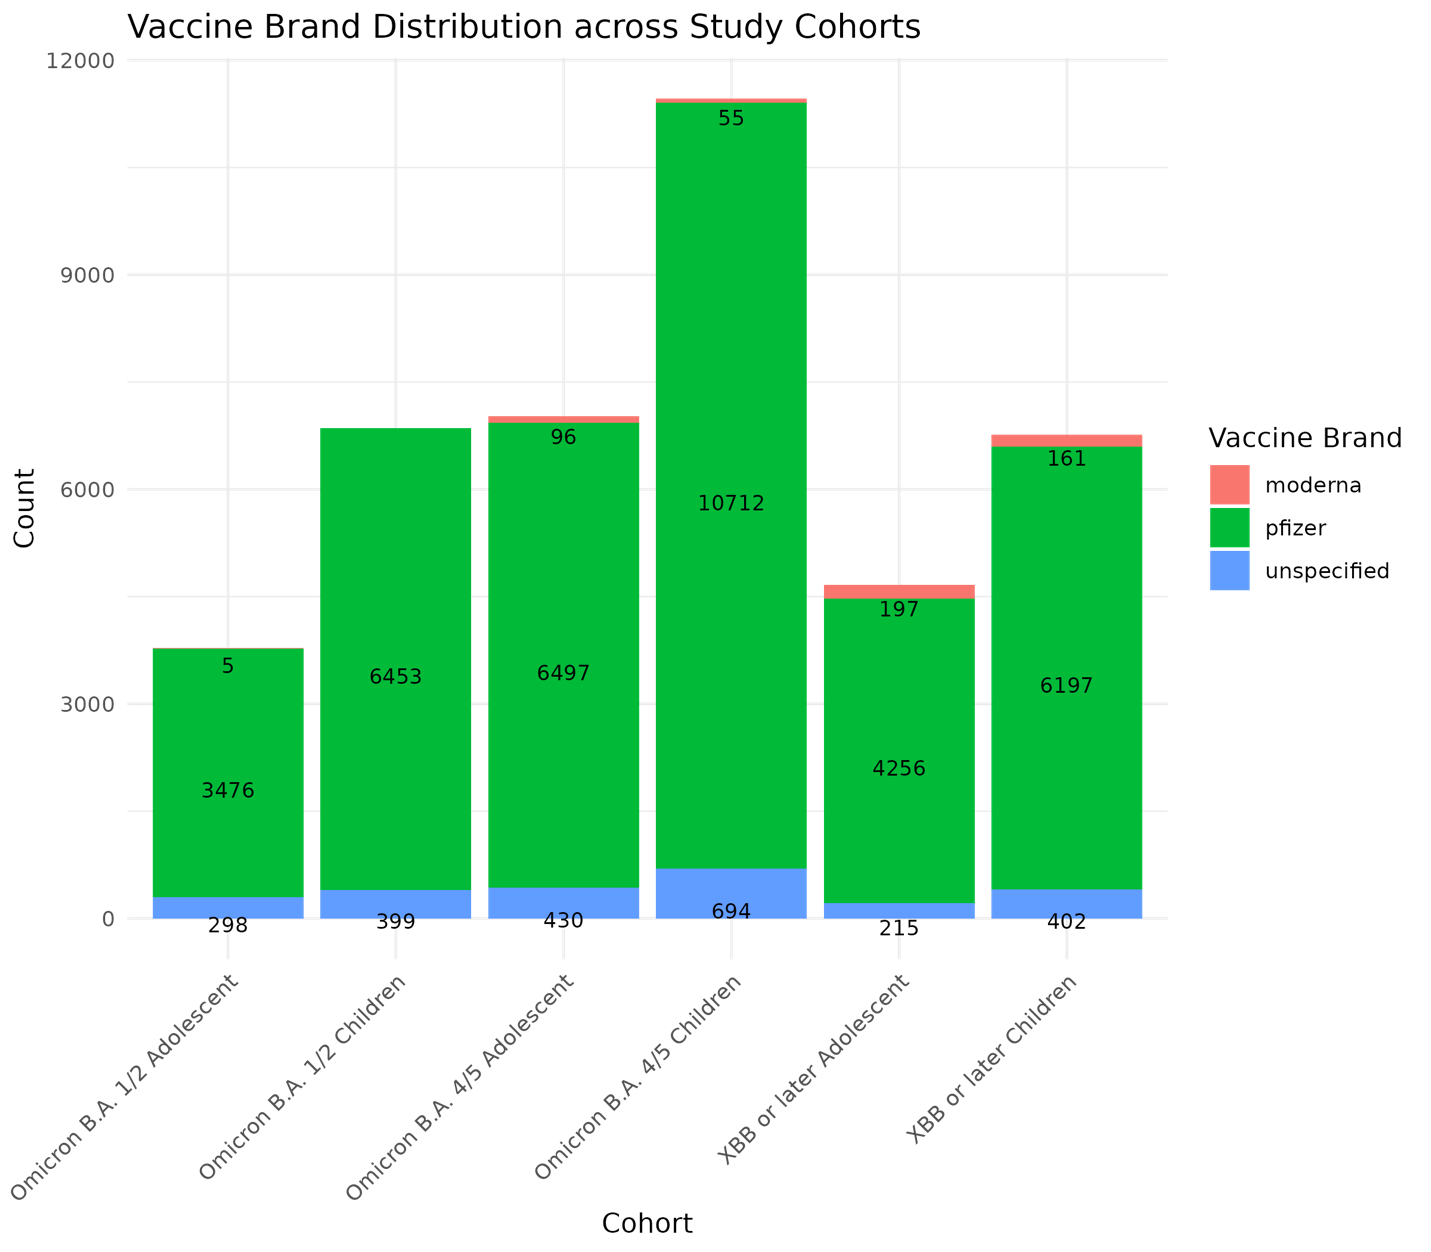 Vaccine Brand Distribution across Study Cohorts
12000
9000
6000
3000
0
Count
55
96
161
10712
197
5
6453
6497
6197
4256
3476
298
399
430
694
215
402
Omicron B.A. 1/2 Adolescent
Omicron B.A. 1/2 Children
Omicron B.A. 4/5 Adolescent
Omicron B.A. 4/5 Children
XBB or later Adolescent
XBB or later Children
Cohort
Vaccine Brand
moderna
pfizer
unspecified